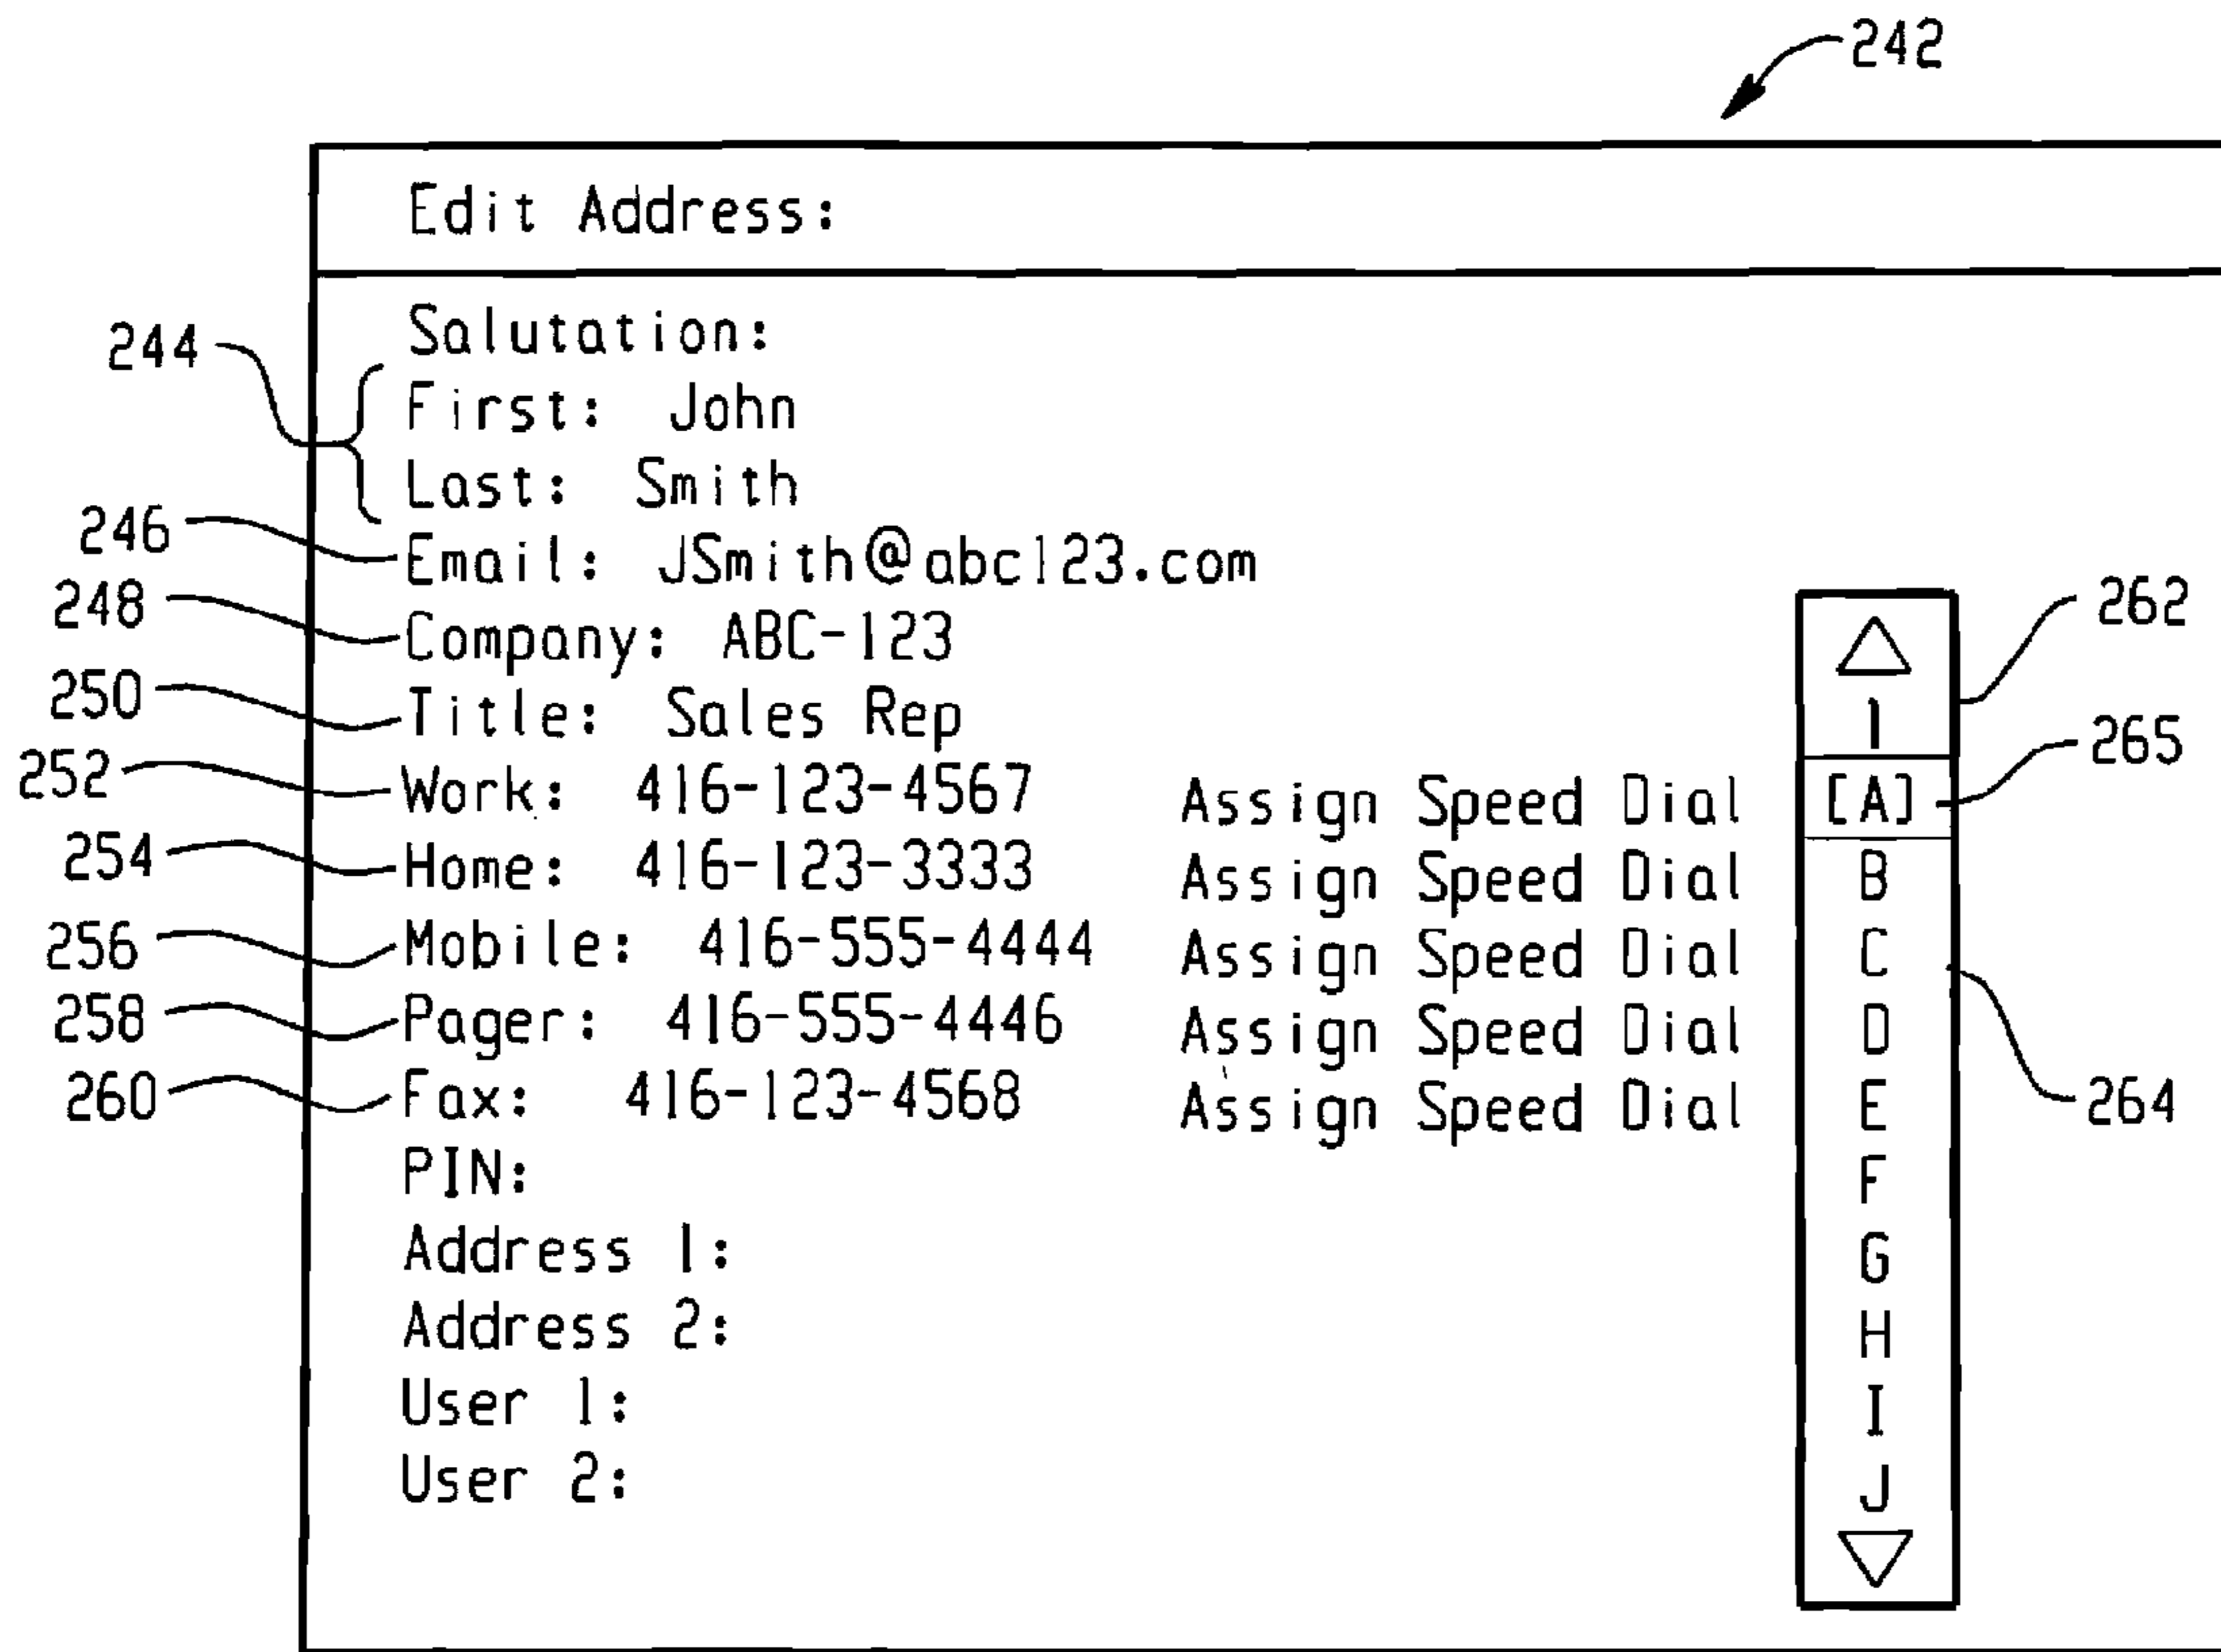 242
Edit Address:
Salutation:
244
First: John
Last: Smith
246
Email: JSmith@abc123.com
248
Company: ABC-123
262
250
Title: Sales Rep
1
265
252
Work: 416-123-4567 Assign Speed Dial [A]
254
Home: 416-123-3333 Assign Speed Dial B
256
Mobile: 416-555-4444 Assign Speed Dial C
258
Pager: 416-555-4446 Assign Speed Dial D
260
Fax: 416-123-4568 Assign Speed Dial E
264
PIN:
F
Address 1:
G
Address 2:
H
User 1:
I
User 2:
J